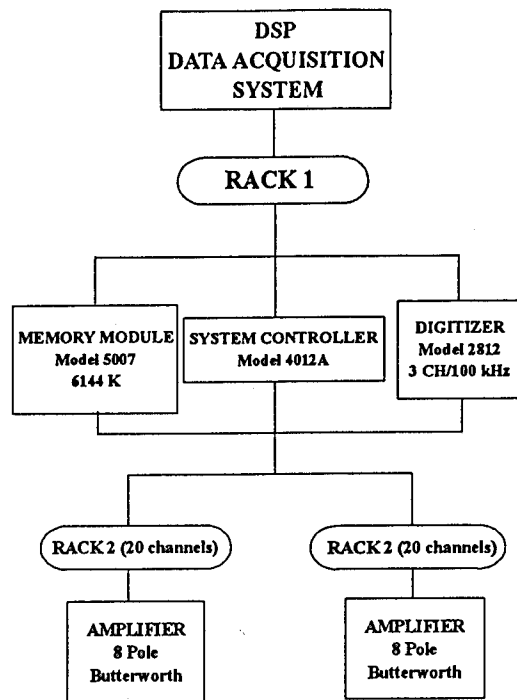 DSP
DATA ACQUISITION
SYSTEM
RACK 1
MEMORY MODULE
Model 5007
6144 K
SYSTEM CONTROLLER
Model 4012A
DIGITIZER
Model 2812
3 CH/100 kHz
RACK 2 (20 channels)
RACK 2 (20 channels)
AMPLIFIER
8 Pole
Butterworth
AMPLIFIER
8 Pole
Butterworth